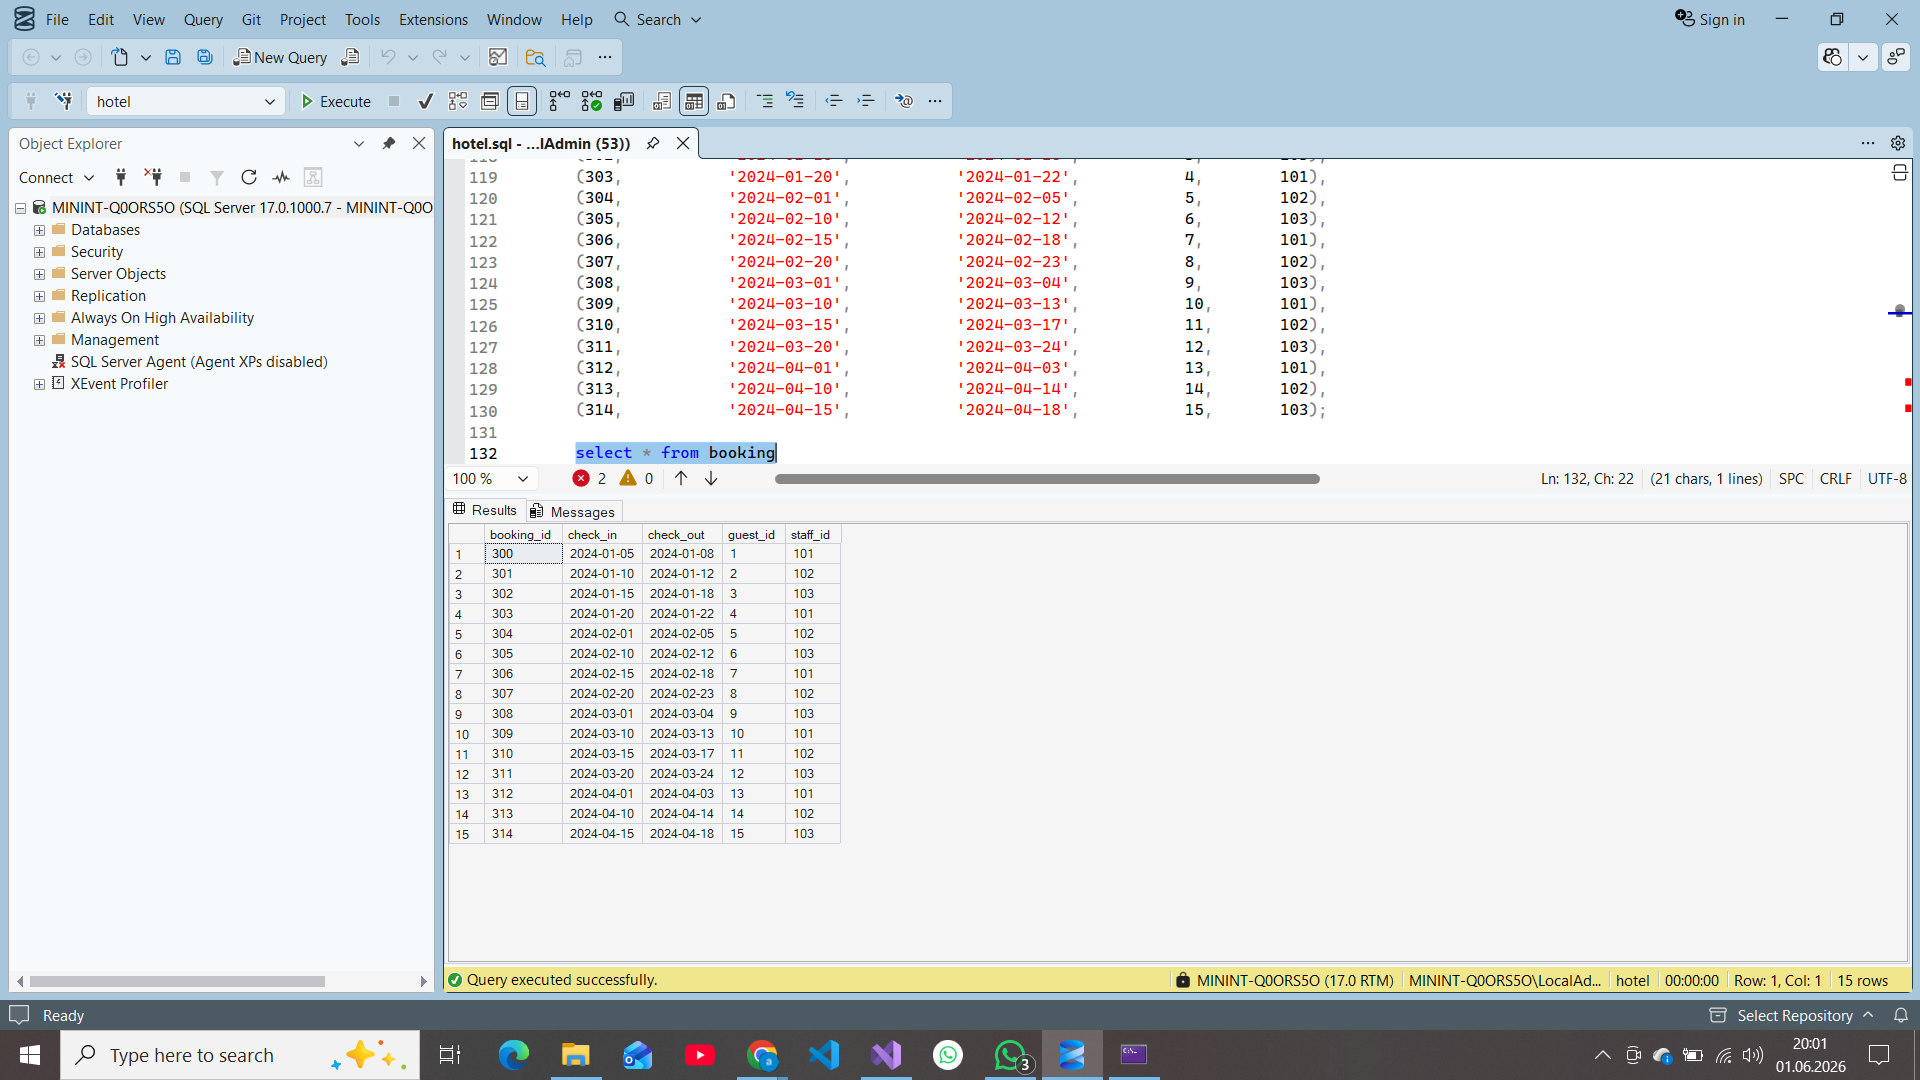 File Edit View Query Git Project Tools Extensions Window Help Search Sign in
New Query
hotel Execute
Object Explorer
Connect
MININT-Q0ORS5O (SQL Server 17.0.1000.7 - MININT-Q0O
Databases
Security
Server Objects
Replication
Always On High Availability
Management
SQL Server Agent (Agent XPs disabled)
XEvent Profiler
hotel.sql - ...lAdmin (53))
119 (303, '2024-01-20', '2024-01-22', 4, 101),
120 (304, '2024-02-01', '2024-02-05', 5, 102),
121 (305, '2024-02-10', '2024-02-12', 6, 103),
122 (306, '2024-02-15', '2024-02-18', 7, 101),
123 (307, '2024-02-20', '2024-02-23', 8, 102),
124 (308, '2024-03-01', '2024-03-04', 9, 103),
125 (309, '2024-03-10', '2024-03-13', 10, 101),
126 (310, '2024-03-15', '2024-03-17', 11, 102),
127 (311, '2024-03-20', '2024-03-24', 12, 103),
128 (312, '2024-04-01', '2024-04-03', 13, 101),
129 (313, '2024-04-10', '2024-04-14', 14, 102),
130 (314, '2024-04-15', '2024-04-18', 15, 103);
131
132 select * from booking
100 % 2 0 Ln: 132, Ch: 22 (21 chars, 1 lines) SPC CRLF UTF-8
Results Messages
booking_id check_in check_out guest_id staff_id
1 300 2024-01-05 2024-01-08 1 101
2 301 2024-01-10 2024-01-12 2 102
3 302 2024-01-15 2024-01-18 3 103
4 303 2024-01-20 2024-01-22 4 101
5 304 2024-02-01 2024-02-05 5 102
6 305 2024-02-10 2024-02-12 6 103
7 306 2024-02-15 2024-02-18 7 101
8 307 2024-02-20 2024-02-23 8 102
9 308 2024-03-01 2024-03-04 9 103
10 309 2024-03-10 2024-03-13 10 101
11 310 2024-03-15 2024-03-17 11 102
12 311 2024-03-20 2024-03-24 12 103
13 312 2024-04-01 2024-04-03 13 101
14 313 2024-04-10 2024-04-14 14 102
15 314 2024-04-15 2024-04-18 15 103
Query executed successfully. MININT-Q0ORS5O (17.0 RTM) MININT-Q0ORS5O\LocalAd... hotel 00:00:00 Row: 1, Col: 1 15 rows
Ready Select Repository
Type here to search 3
20:01
01.06.2026